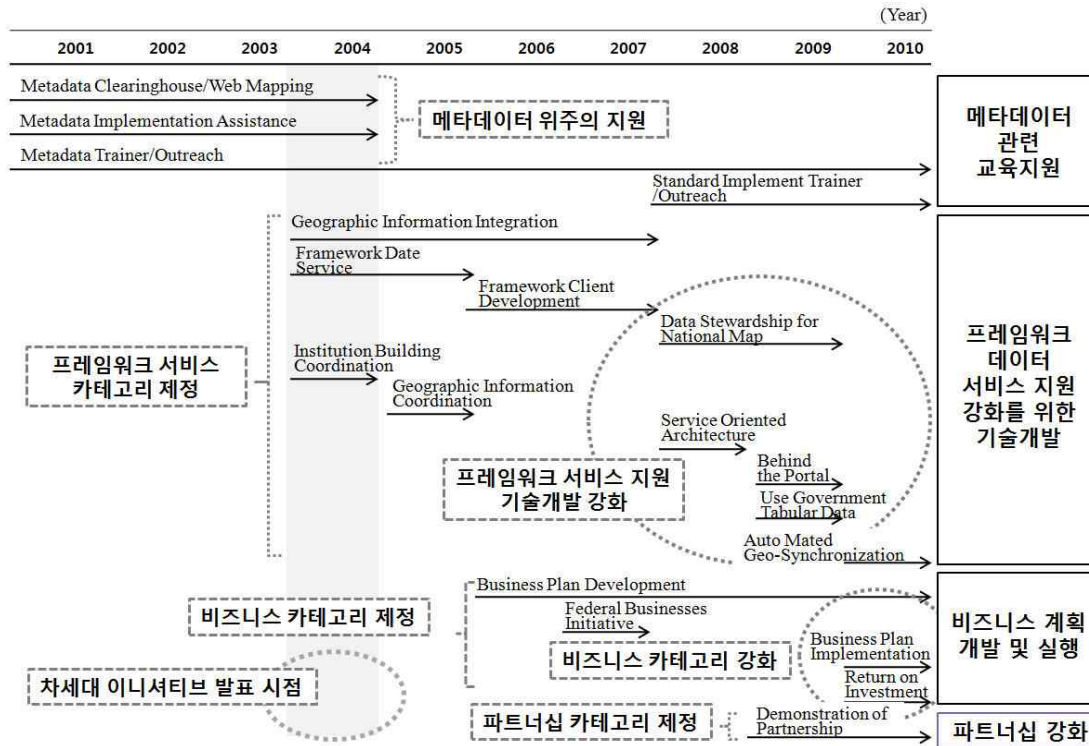 (Year)
2001 2002 2003 2004 2005 2006 2007 2008 2009 2010
Metadata Clearinghouse/Web Mapping
Metadata Implementation Assistance
Metadata Trainer/Outreach
메타데이터 위주의 지원
Standard Implement Trainer
/Outreach
메타데이터
관련
교육지원
Geographic Information Integration
Framework Date
Service
Framework Client
Development
Data Stewardship for
National Map
프레임워크 서비스
카테고리 제정
Institution Building
Coordination
Geographic Information
Coordination
Service Oriented
Architecture
프레임워크 서비스 지원
기술개발 강화
Behind
the Portal
Use Government
Tabular Data
Auto Mated
Geo-Synchronization
프레임워크
데이터
서비스 지원
강화를 위한
기술개발
Business Plan Development
비즈니스 카테고리 제정
Federal Businesses
Initiative
비즈니스 카테고리 강화
Business Plan
Implementation
Return on
Investment
비즈니스 계획
개발 및 실행
차세대 이니셔티브 발표 시점
파트너십 카테고리 제정
Demonstration of
Partnership
파트너십 강화